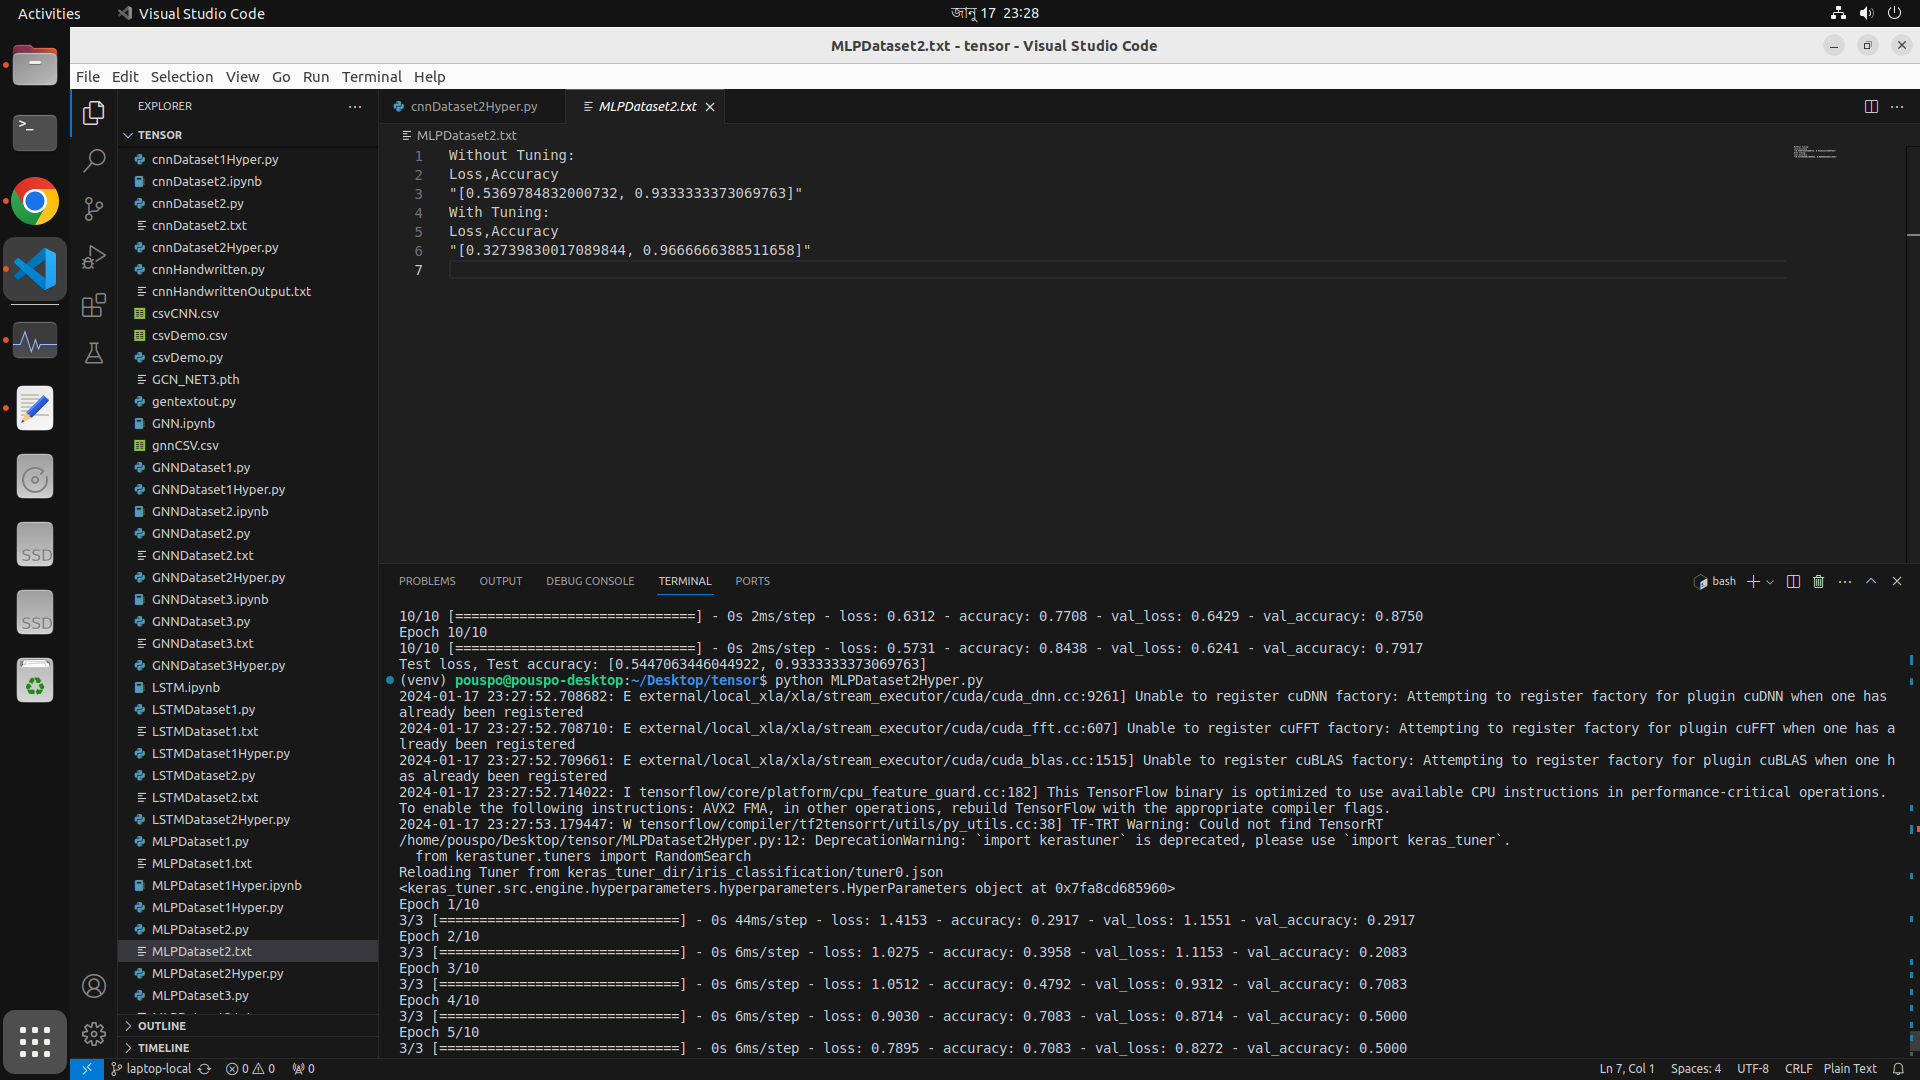 Activities
Visual Studio Code
জানু 17 23:28
MLPDataset2.txt - tensor - Visual Studio Code
File Edit Selection View Go Run Terminal Help
EXPLORER
TENSOR
cnnDataset1Hyper.py
cnnDataset2.ipynb
cnnDataset2.py
cnnDataset2.txt
cnnDataset2Hyper.py
cnnHandwritten.py
cnnHandwrittenOutput.txt
csvCNN.csv
csvDemo.csv
csvDemo.py
GCN_NET3.pth
gentextout.py
GNN.ipynb
gnnCSV.csv
GNNDataset1.py
GNNDataset1Hyper.py
GNNDataset2.ipynb
GNNDataset2.py
GNNDataset2.txt
GNNDataset2Hyper.py
GNNDataset3.ipynb
GNNDataset3.py
GNNDataset3.txt
GNNDataset3Hyper.py
LSTM.ipynb
LSTMDataset1.py
LSTMDataset1.txt
LSTMDataset1Hyper.py
LSTMDataset2.py
LSTMDataset2.txt
LSTMDataset2Hyper.py
MLPDataset1.py
MLPDataset1.txt
MLPDataset1Hyper.ipynb
MLPDataset1Hyper.py
MLPDataset2.py
MLPDataset2.txt
MLPDataset2Hyper.py
MLPDataset3.py
OUTLINE
TIMELINE
SSD
SSD
cnnDataset2Hyper.py
MLPDataset2.txt
MLPDataset2.txt
1 Without Tuning:
2 Loss,Accuracy
3 "[0.5369784832000732, 0.9333333373069763]"
4 With Tuning:
5 Loss,Accuracy
6 "[0.32739830017089844, 0.9666666388511658]"
7
PROBLEMS OUTPUT DEBUG CONSOLE TERMINAL PORTS
bash
10/10 [==============================] - 0s 2ms/step - loss: 0.6312 - accuracy: 0.7708 - val_loss: 0.6429 - val_accuracy: 0.8750
Epoch 10/10
10/10 [==============================] - 0s 2ms/step - loss: 0.5731 - accuracy: 0.8438 - val_loss: 0.6241 - val_accuracy: 0.7917
Test loss, Test accuracy: [0.5447063446044922, 0.9333333373069763]
(venv) pouspo@pouspo-desktop:~/Desktop/tensor$ python MLPDataset2Hyper.py
2024-01-17 23:27:52.708682: E external/local_xla/xla/stream_executor/cuda/cuda_dnn.cc:9261] Unable to register cuDNN factory: Attempting to register factory for plugin cuDNN when one has
already been registered
2024-01-17 23:27:52.708710: E external/local_xla/xla/stream_executor/cuda/cuda_fft.cc:607] Unable to register cuFFT factory: Attempting to register factory for plugin cuFFT when one has a
lready been registered
2024-01-17 23:27:52.709661: E external/local_xla/xla/stream_executor/cuda/cuda_blas.cc:1515] Unable to register cuBLAS factory: Attempting to register factory for plugin cuBLAS when one h
as already been registered
2024-01-17 23:27:52.714022: I tensorflow/core/platform/cpu_feature_guard.cc:182] This TensorFlow binary is optimized to use available CPU instructions in performance-critical operations.
To enable the following instructions: AVX2 FMA, in other operations, rebuild TensorFlow with the appropriate compiler flags.
2024-01-17 23:27:53.179447: W tensorflow/compiler/tf2tensorrt/utils/py_utils.cc:38] TF-TRT Warning: Could not find TensorRT
/home/pouspo/Desktop/tensor/MLPDataset2Hyper.py:12: DeprecationWarning: `import kerastuner` is deprecated, please use `import keras_tuner`.
from kerastuner.tuners import RandomSearch
Reloading Tuner from keras_tuner_dir/iris_classification/tuner0.json
<keras_tuner.src.engine.hyperparameters.hyperparameters.HyperParameters object at 0x7fa8cd685960>
Epoch 1/10
3/3 [==============================] - 0s 44ms/step - loss: 1.4153 - accuracy: 0.2917 - val_loss: 1.1551 - val_accuracy: 0.2917
Epoch 2/10
3/3 [==============================] - 0s 6ms/step - loss: 1.0275 - accuracy: 0.3958 - val_loss: 1.1153 - val_accuracy: 0.2083
Epoch 3/10
3/3 [==============================] - 0s 6ms/step - loss: 1.0512 - accuracy: 0.4792 - val_loss: 0.9312 - val_accuracy: 0.7083
Epoch 4/10
3/3 [==============================] - 0s 6ms/step - loss: 0.9030 - accuracy: 0.7083 - val_loss: 0.8714 - val_accuracy: 0.5000
Epoch 5/10
3/3 [==============================] - 0s 6ms/step - loss: 0.7895 - accuracy: 0.7083 - val_loss: 0.8272 - val_accuracy: 0.5000
laptop-local 0 0 0
Ln 7, Col 1 Spaces: 4 UTF-8 CRLF Plain Text